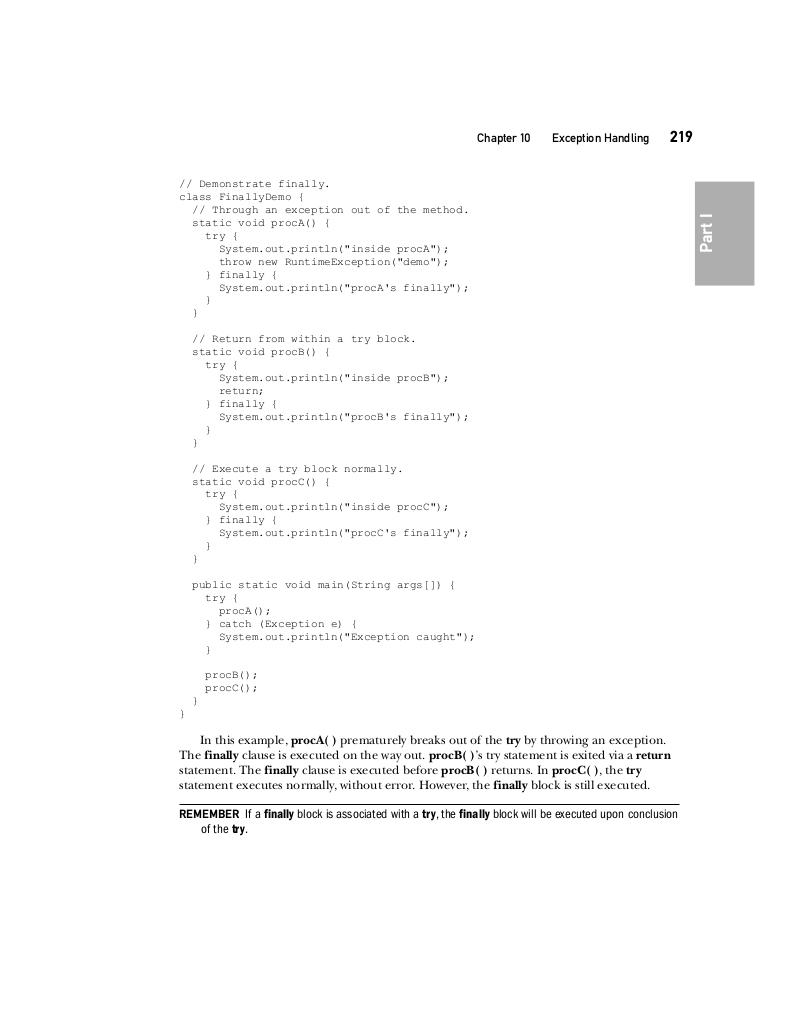 Chapter 10 Exception Handling 219
Part I
// Demonstrate finally.
class FinallyDemo {
  // Through an exception out of the method.
  static void procA() {
    try {
      System.out.println("inside procA");
      throw new RuntimeException("demo");
    } finally {
      System.out.println("procA's finally");
    }
  }

  // Return from within a try block.
  static void procB() {
    try {
      System.out.println("inside procB");
      return;
    } finally {
      System.out.println("procB's finally");
    }
  }

  // Execute a try block normally.
  static void procC() {
    try {
      System.out.println("inside procC");
    } finally {
      System.out.println("procC's finally");
    }
  }

  public static void main(String args[]) {
    try {
      procA();
    } catch (Exception e) {
      System.out.println("Exception caught");
    }

    procB();
    procC();
  }
}
In this example, procA( ) prematurely breaks out of the try by throwing an exception.
The finally clause is executed on the way out. procB( )'s try statement is exited via a return
statement. The finally clause is executed before procB( ) returns. In procC( ), the try
statement executes normally, without error. However, the finally block is still executed.
REMEMBER If a finally block is associated with a try, the finally block will be executed upon conclusion
of the try.